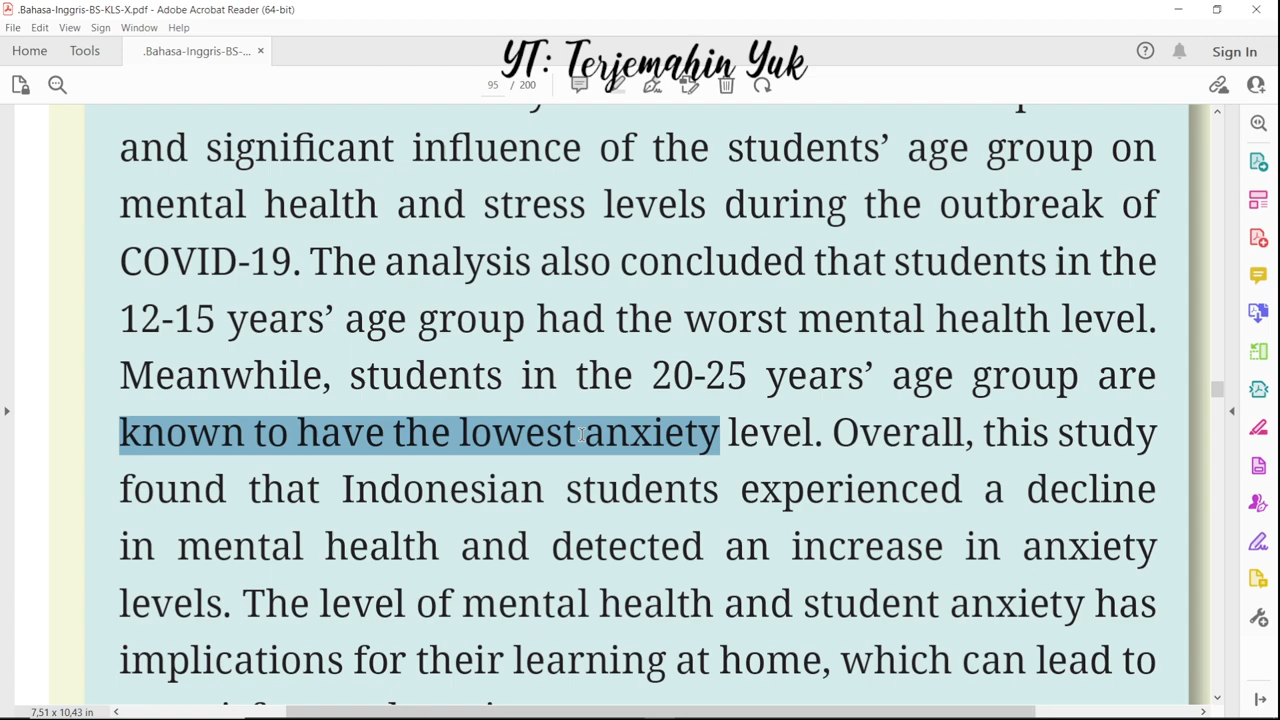 .Bahasa-Inggris-BS-KLS-X.pdf - Adobe Acrobat Reader (64-bit)
File Edit View Sign Window Help
Home Tools .Bahasa-Inggris-BS-... × Sign In
YT: Terjemahin Yuk
95 / 200
and significant influence of the students’ age group on
mental health and stress levels during the outbreak of
COVID-19. The analysis also concluded that students in the
12-15 years’ age group had the worst mental health level.
Meanwhile, students in the 20-25 years’ age group are
known to have the lowest anxiety level. Overall, this study
found that Indonesian students experienced a decline
in mental health and detected an increase in anxiety
levels. The level of mental health and student anxiety has
implications for their learning at home, which can lead to
7,51 x 10,43 in